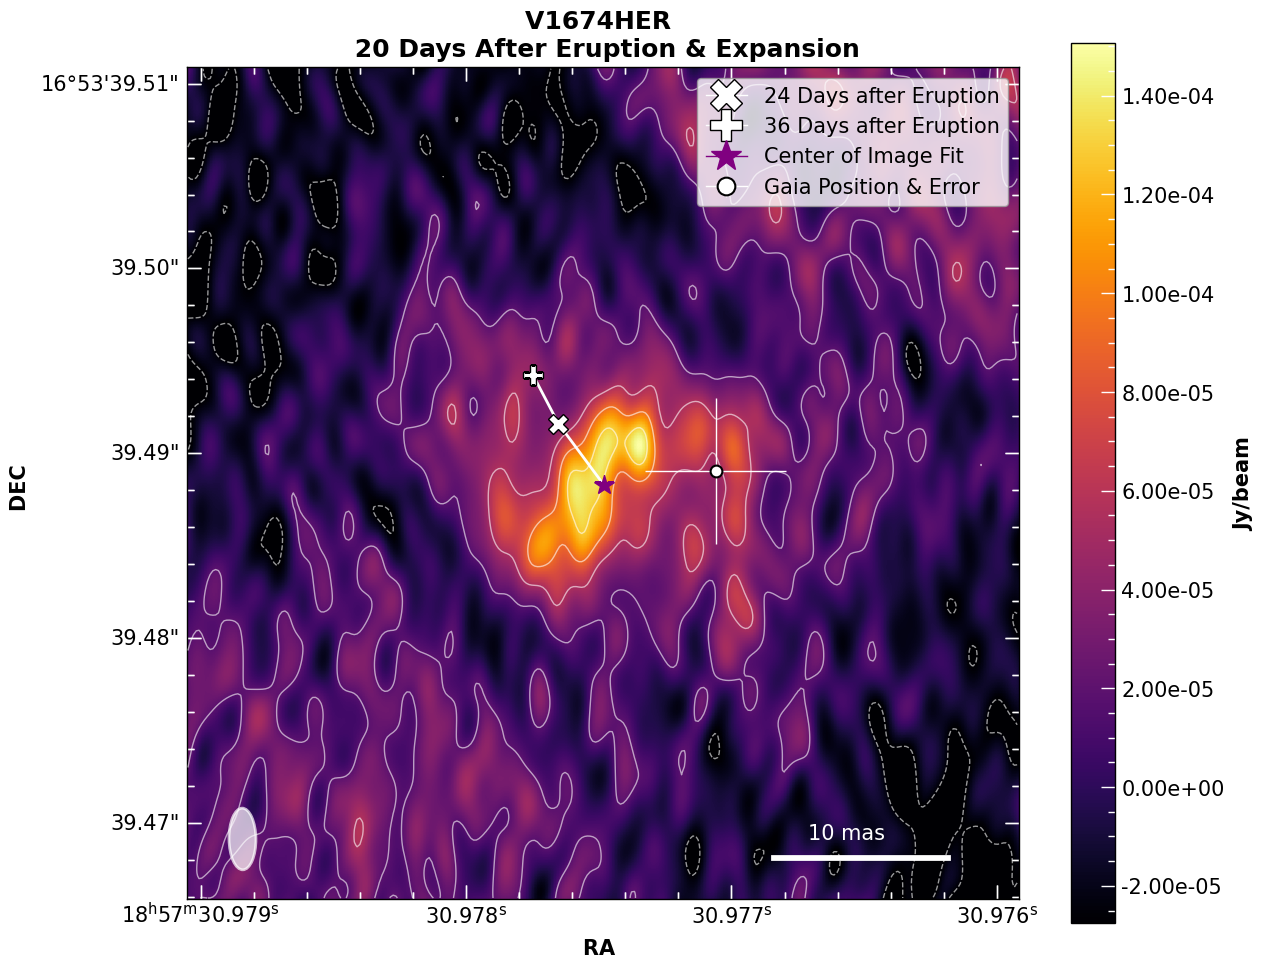 V1674HER
20 Days After Eruption & Expansion
24 Days after Eruption
36 Days after Eruption
Center of Image Fit
Gaia Position & Error
16°53'39.51"
39.50"
39.49"
39.48"
39.47"
DEC
10 mas
18h57m30.979s
30.978s
30.977s
30.976s
RA
1.40e-04
1.20e-04
1.00e-04
8.00e-05
6.00e-05
4.00e-05
2.00e-05
0.00e+00
-2.00e-05
Jy/beam